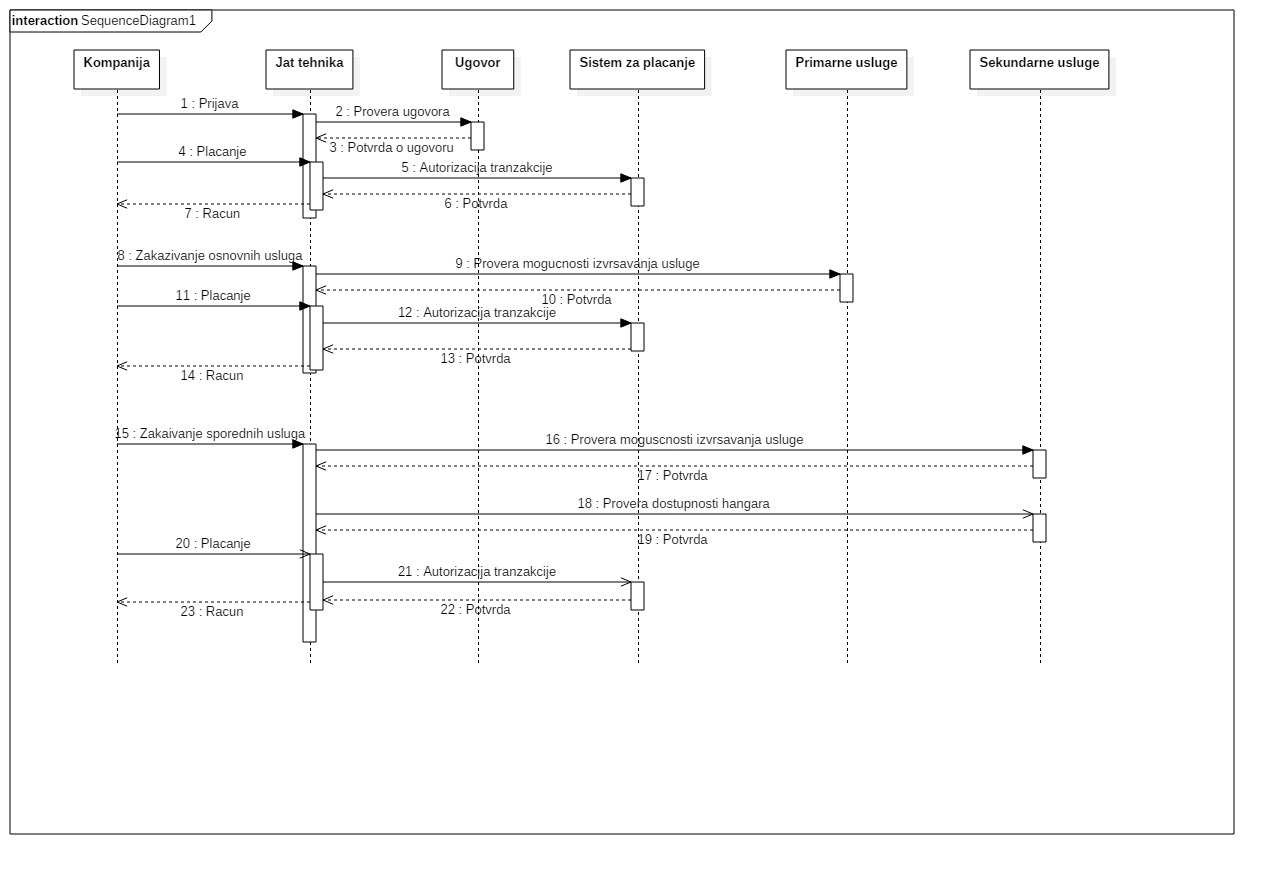 interaction SequenceDiagram1
Kompanija
Jat tehnika
Ugovor
Sistem za placanje
Primarne usluge
Sekundarne usluge
1 : Prijava
2 : Provera ugovora
3 : Potvrda o ugovoru
4 : Placanje
5 : Autorizacija tranzakcije
6 : Potvrda
7 : Racun
8 : Zakazivanje osnovnih usluga
9 : Provera mogucnosti izvrsavanja usluge
10 : Potvrda
11 : Placanje
12 : Autorizacija tranzakcije
13 : Potvrda
14 : Racun
15 : Zakaivanje sporednih usluga
16 : Provera moguscnosti izvrsavanja usluge
17 : Potvrda
18 : Provera dostupnosti hangara
19 : Potvrda
20 : Placanje
21 : Autorizacija tranzakcije
22 : Potvrda
23 : Racun